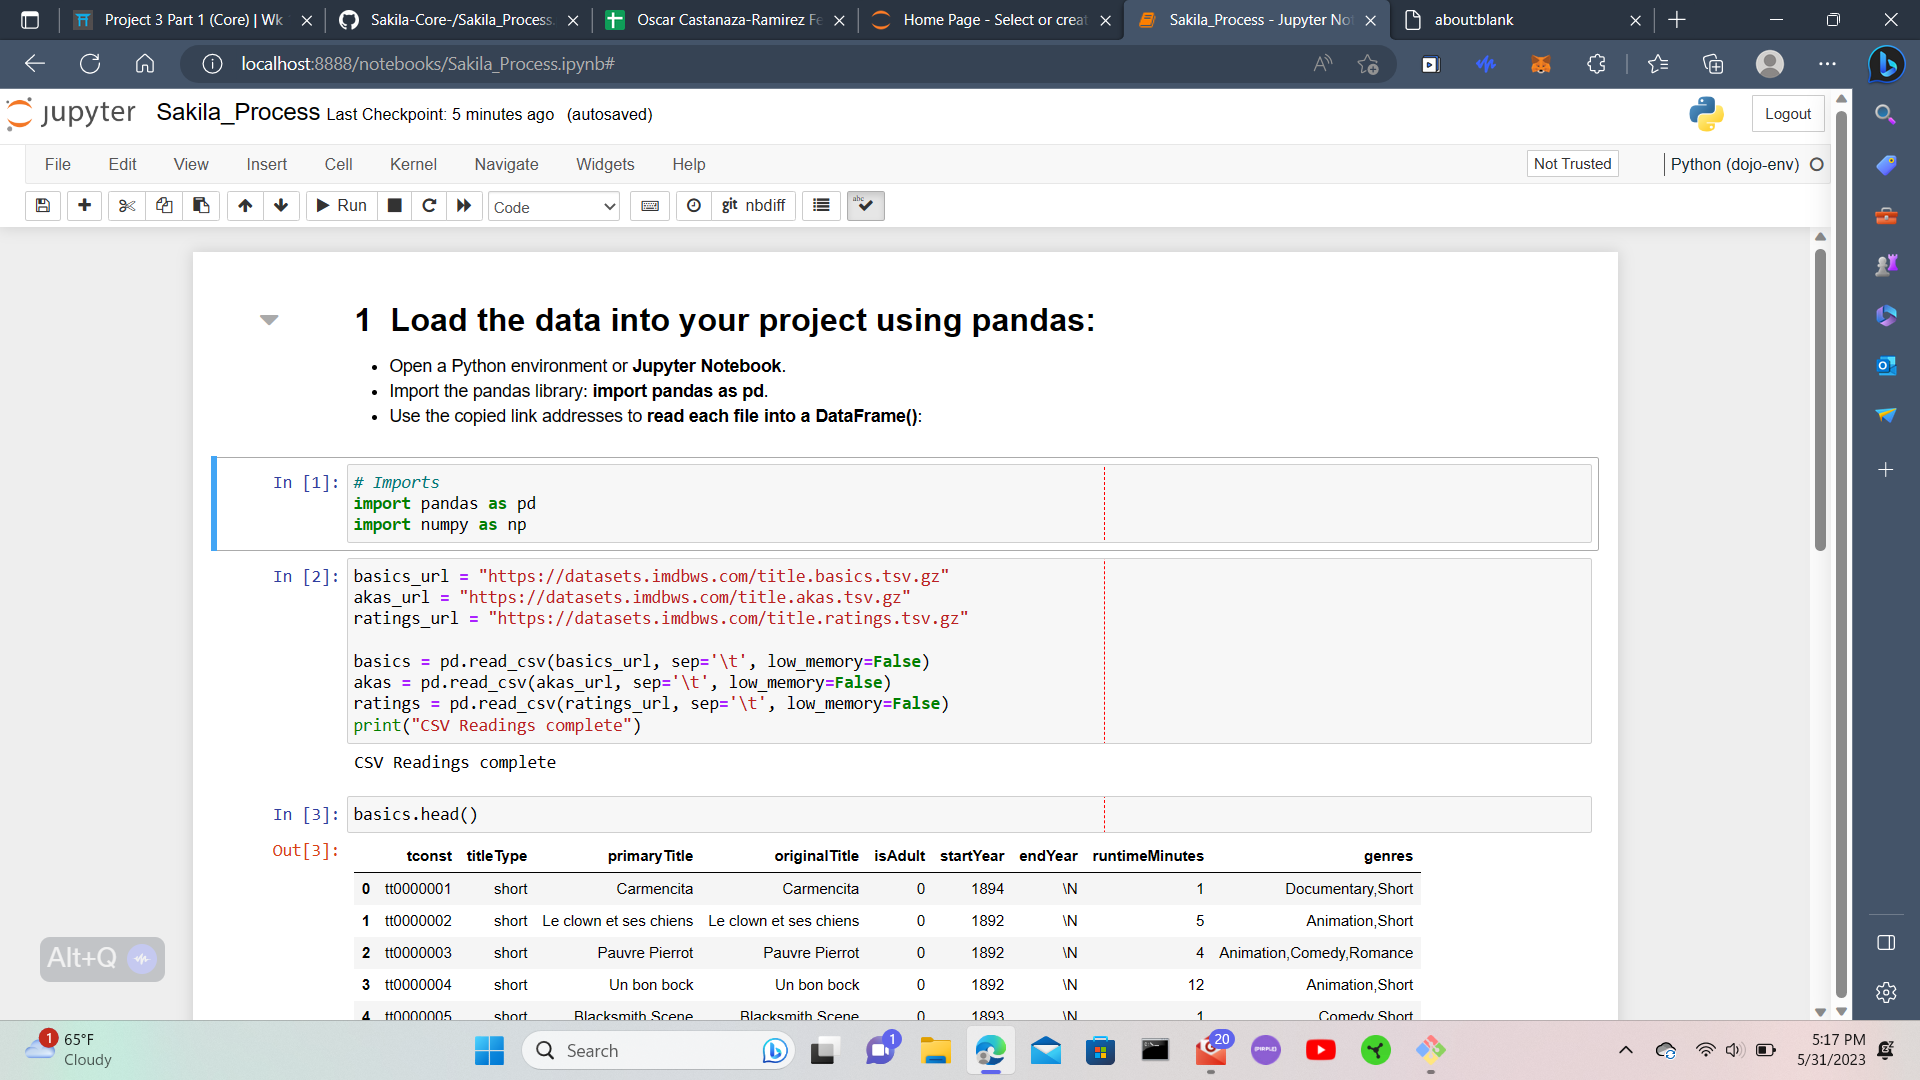 Project 3 Part 1 (Core) | Wk
Sakila-Core-/Sakila_Process.
Oscar Castanaza-Ramirez Fe
Home Page - Select or creat
Sakila_Process - Jupyter Not
about:blank
localhost:8888/notebooks/Sakila_Process.ipynb#
jupyter Sakila_Process Last Checkpoint: 5 minutes ago (autosaved)
Logout
File Edit View Insert Cell Kernel Navigate Widgets Help
Not Trusted
Python (dojo-env)
Run
Code
git nbdiff
abc
1 Load the data into your project using pandas:
• Open a Python environment or Jupyter Notebook.
• Import the pandas library: import pandas as pd.
• Use the copied link addresses to read each file into a DataFrame():
In [1]: # Imports
import pandas as pd
import numpy as np
In [2]: basics_url = "https://datasets.imdbws.com/title.basics.tsv.gz"
akas_url = "https://datasets.imdbws.com/title.akas.tsv.gz"
ratings_url = "https://datasets.imdbws.com/title.ratings.tsv.gz"
basics = pd.read_csv(basics_url, sep='\t', low_memory=False)
akas = pd.read_csv(akas_url, sep='\t', low_memory=False)
ratings = pd.read_csv(ratings_url, sep='\t', low_memory=False)
print("CSV Readings complete")
CSV Readings complete
In [3]: basics.head()
Out[3]:
tconst titleType primaryTitle originalTitle isAdult startYear endYear runtimeMinutes genres
0 tt0000001 short Carmencita Carmencita 0 1894 \N 1 Documentary,Short
1 tt0000002 short Le clown et ses chiens Le clown et ses chiens 0 1892 \N 5 Animation,Short
2 tt0000003 short Pauvre Pierrot Pauvre Pierrot 0 1892 \N 4 Animation,Comedy,Romance
3 tt0000004 short Un bon bock Un bon bock 0 1892 \N 12 Animation,Short
4 tt0000005 short Blacksmith Scene Blacksmith Scene 0 1893 \N 1 Comedy,Short
Alt+Q
1
65°F
Cloudy
Search
1
20
5:17 PM
5/31/2023